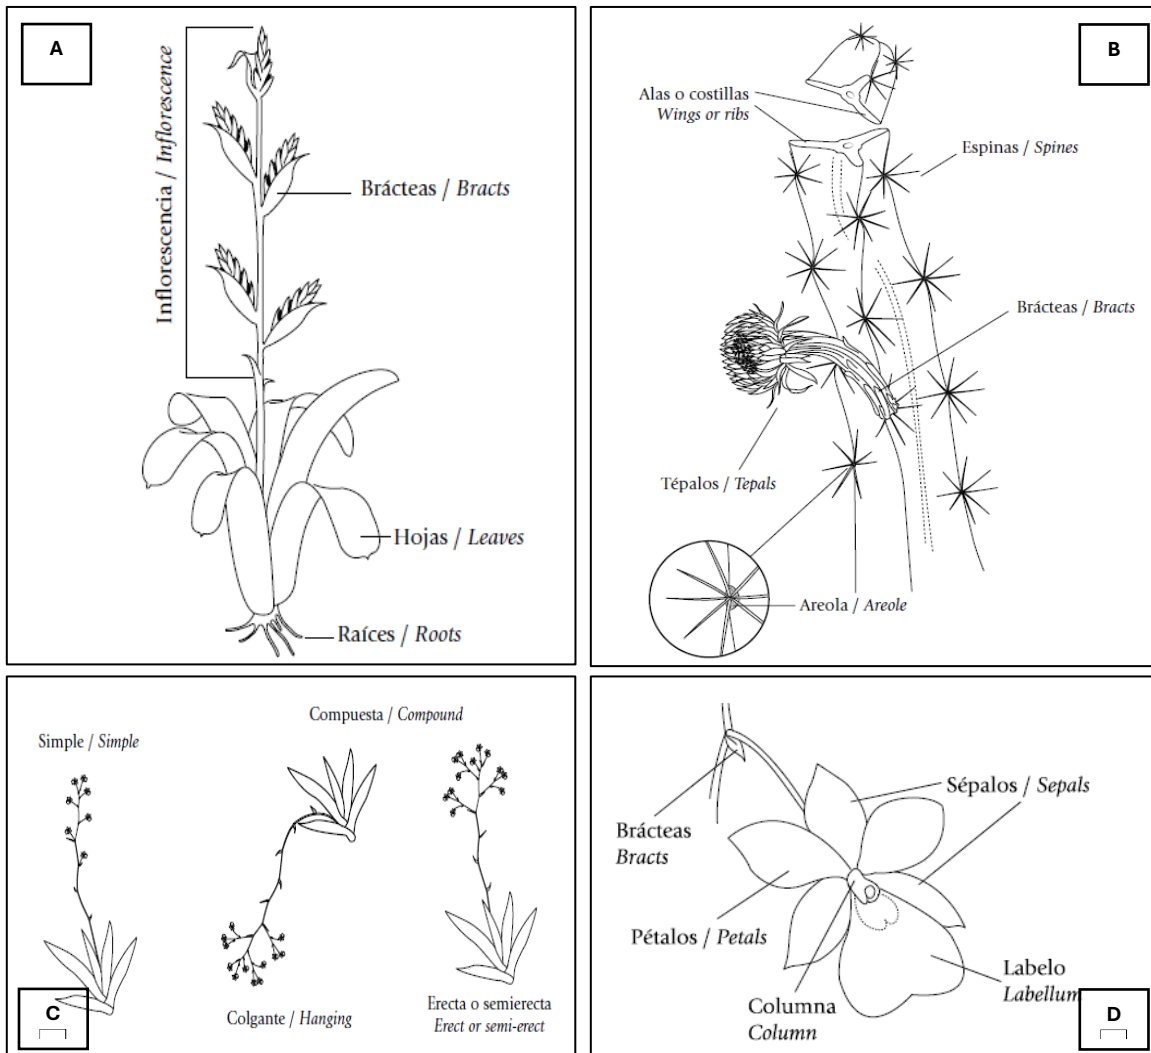 A
Inflorescencia / Inflorescence
Brácteas / Bracts
Hojas / Leaves
Raíces / Roots
B
Alas o costillas
Wings or ribs
Espinas / Spines
Brácteas / Bracts
Tépalos / Tepals
Areola / Areole
Compuesta / Compound
Simple / Simple
Erecta o semierecta
Erect or semi-erect
Colgante / Hanging
C
Sépalos / Sepals
Brácteas
Bracts
Pétalos / Petals
Labelo
Labellum
Columna
Column
D